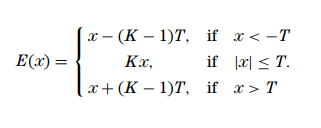 x − (K − 1)T, if x < −T
E(x) = Kx, if |x| ≤ T.
x + (K − 1)T, if x > T